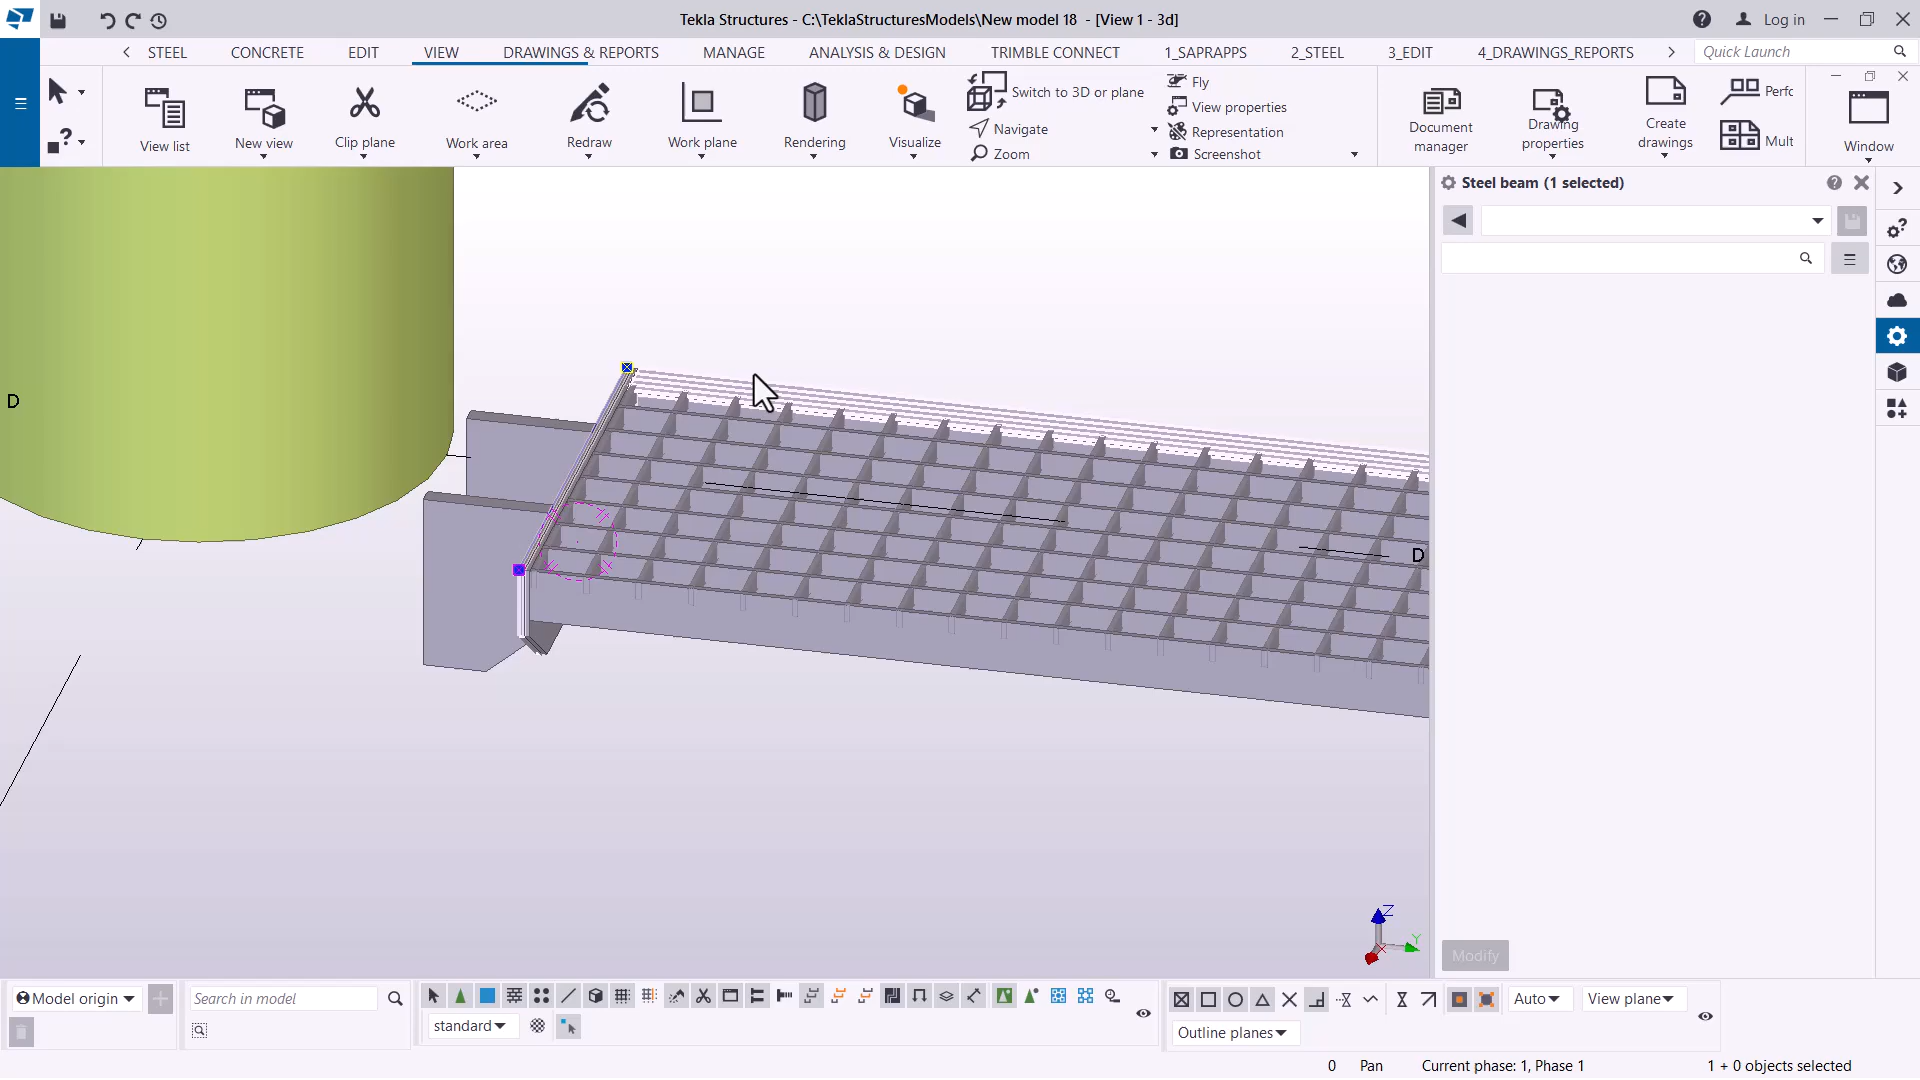 Tekla Structures - C:\TeklaStructuresModels\New model 18 - [View 1 - 3d]
Log in
STEEL
CONCRETE
EDIT
VIEW
DRAWINGS & REPORTS
MANAGE
ANALYSIS & DESIGN
TRIMBLE CONNECT
1_SAPRAPPS
2_STEEL
3_EDIT
4_DRAWINGS_REPORTS
Quick Launch
View list
New view
Clip plane
Work area
Redraw
Work plane
Rendering
Visualize
Switch to 3D or plane
Navigate
Zoom
Fly
View properties
Representation
Screenshot
Document
manager
Drawing
properties
Create
drawings
Perfc
Mult
Window
Steel beam (1 selected)
D
D
Z
Y
Modify
Model origin
Search in model
standard
Auto
View plane
Outline planes
0
Pan
Current phase: 1, Phase 1
1 + 0 objects selected